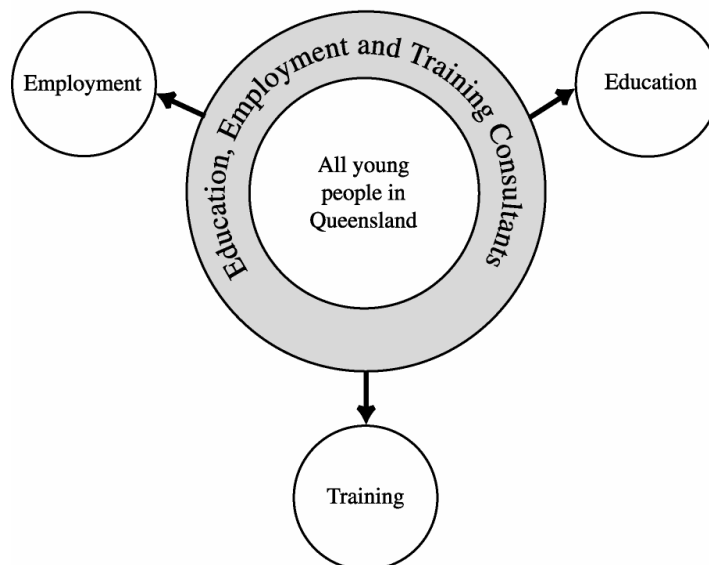 Employment
Education, Employment and Training Consultants
Education
All young
people in
Queensland
Training